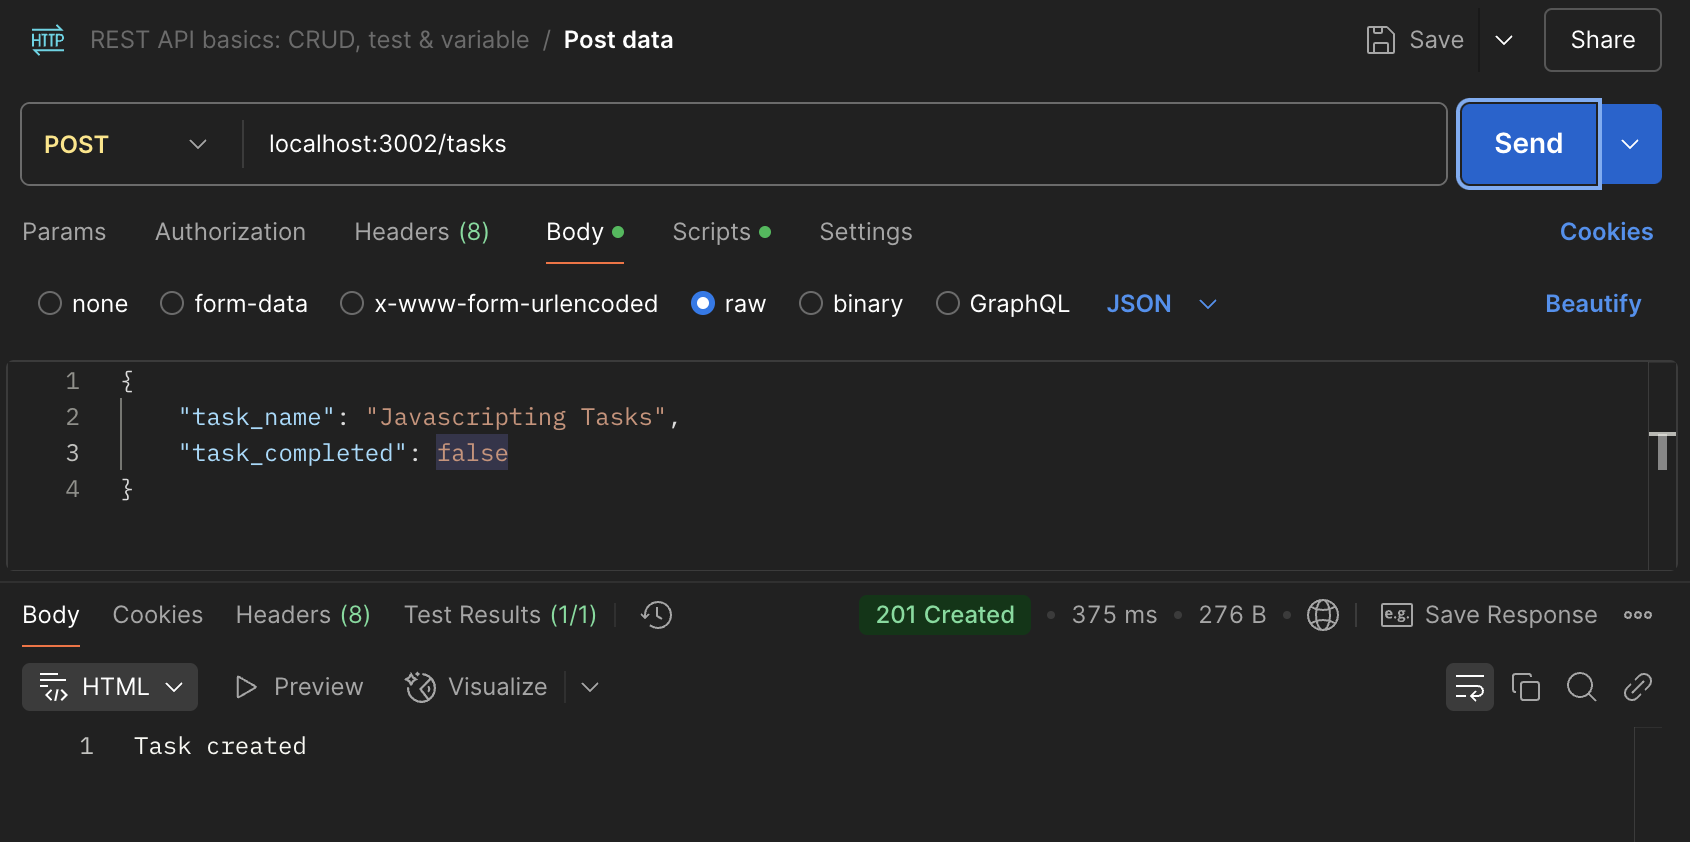 HTTP REST API basics: CRUD, test & variable / Post data Save Share
POST localhost:3002/tasks Send
Params Authorization Headers (8) Body Scripts Settings Cookies
none form-data x-www-form-urlencoded raw binary GraphQL JSON Beautify
1 {
2 "task_name": "Javascripting Tasks",
3 "task_completed": false
4 }
Body Cookies Headers (8) Test Results (1/1) 201 Created • 375 ms • 276 B • e.g. Save Response
HTML Preview Visualize
1 Task created